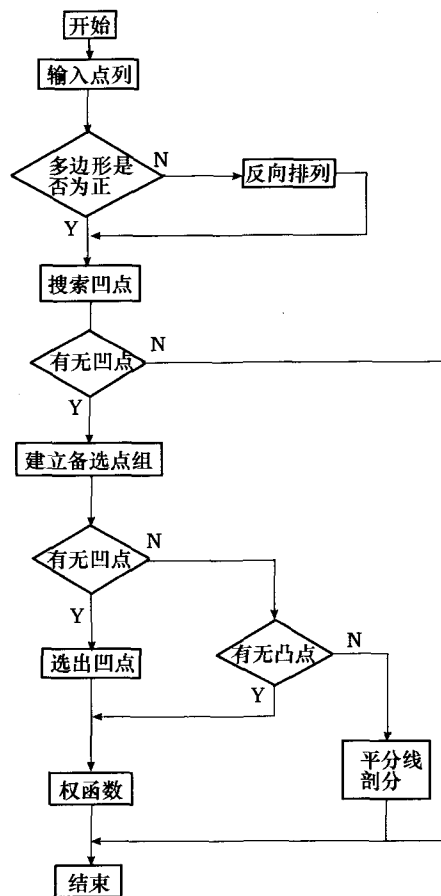 开始
输入点列
多边形是
否为正
N
反向排列
Y
搜索凹点
有无凹点
N
Y
建立备选点组
有无凹点
N
Y
选出凹点
有无凸点
N
Y
平分线
剖分
权函数
结束